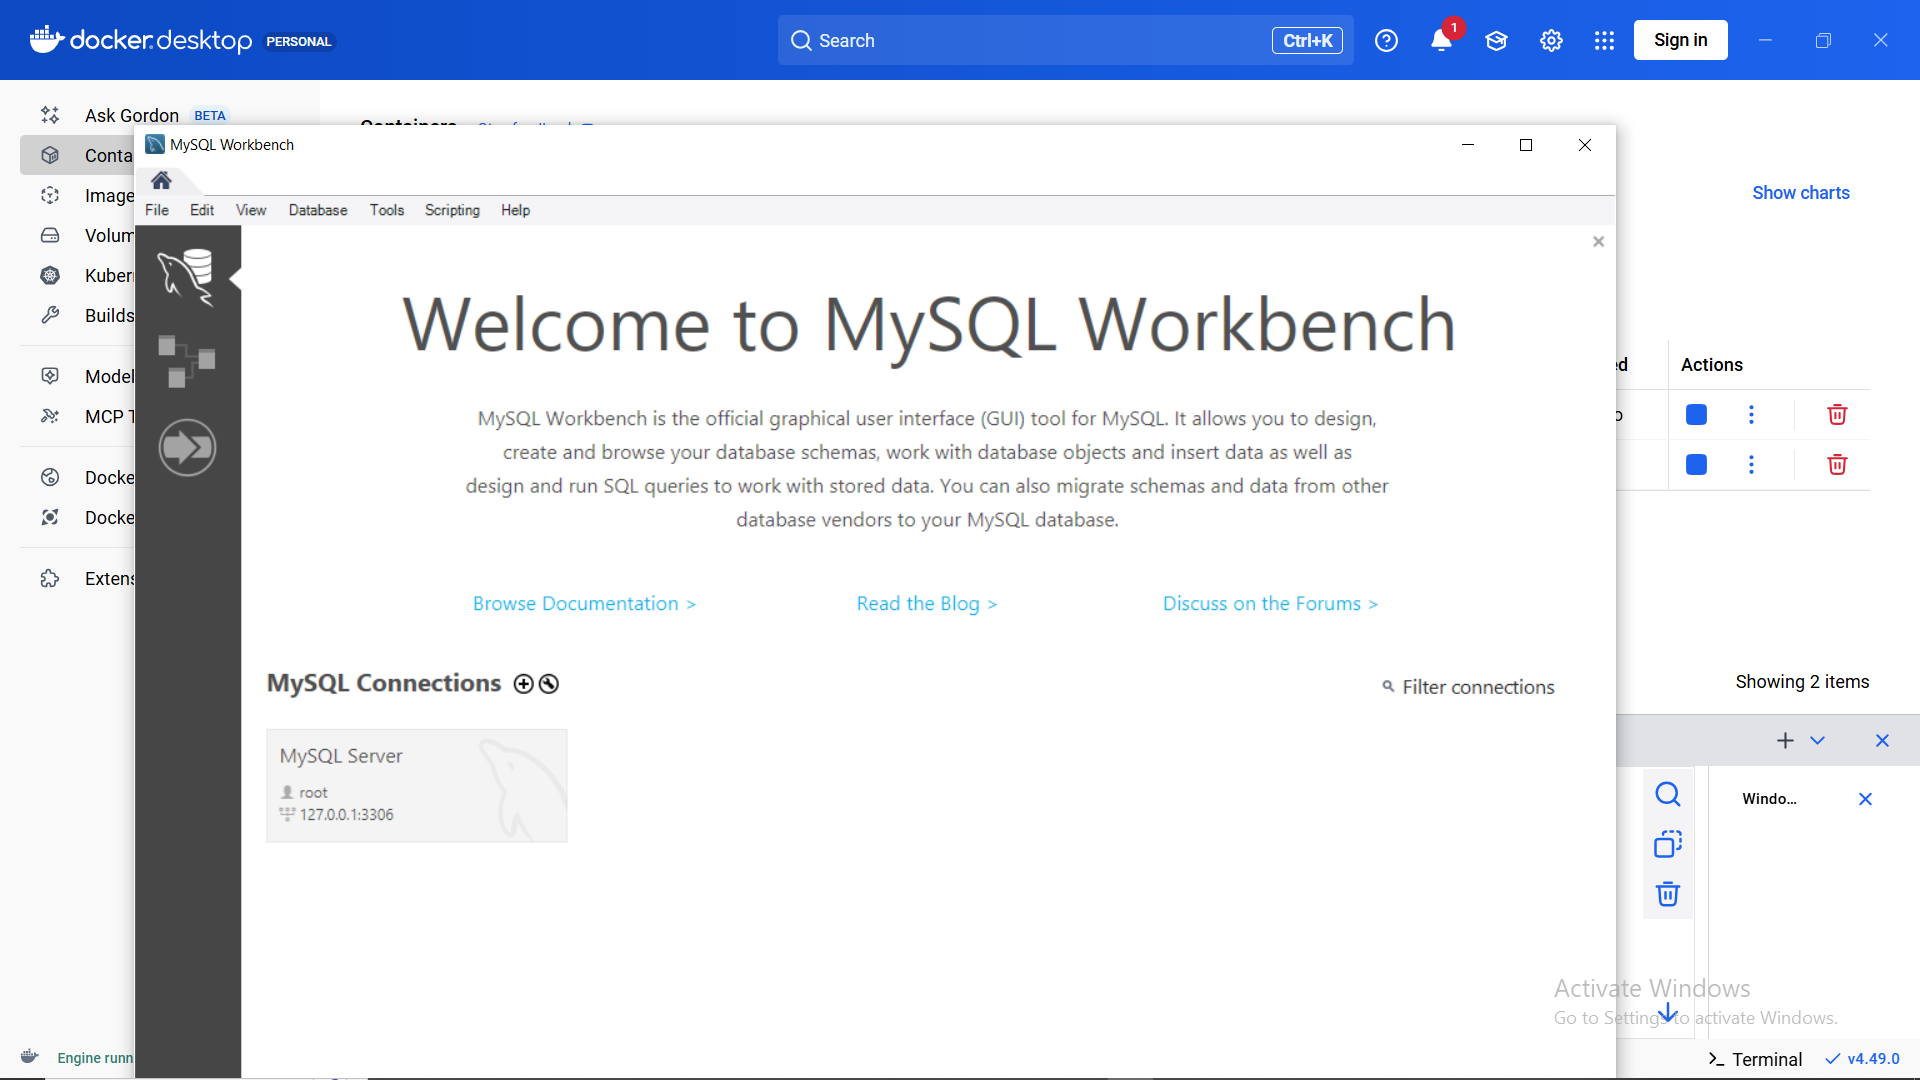 docker.desktop PERSONAL
Search
Ctrl+K
1
Sign in
Ask Gordon BETA
Containers
MySQL Workbench
Conta
Image
Show charts
File Edit View Database Tools Scripting Help
Volum
Kuber
Builds
Welcome to MySQL Workbench
ed
Actions
Model
MCP T
MySQL Workbench is the official graphical user interface (GUI) tool for MySQL. It allows you to design,
create and browse your database schemas, work with database objects and insert data as well as
design and run SQL queries to work with stored data. You can also migrate schemas and data from other
database vendors to your MySQL database.
o
Docke
Docke
Extens
Browse Documentation >
Read the Blog >
Discuss on the Forums >
MySQL Connections
Filter connections
Showing 2 items
MySQL Server
root
127.0.0.1:3306
Windo...
Activate Windows
Go to Settings to activate Windows.
Engine runn
Terminal
v4.49.0